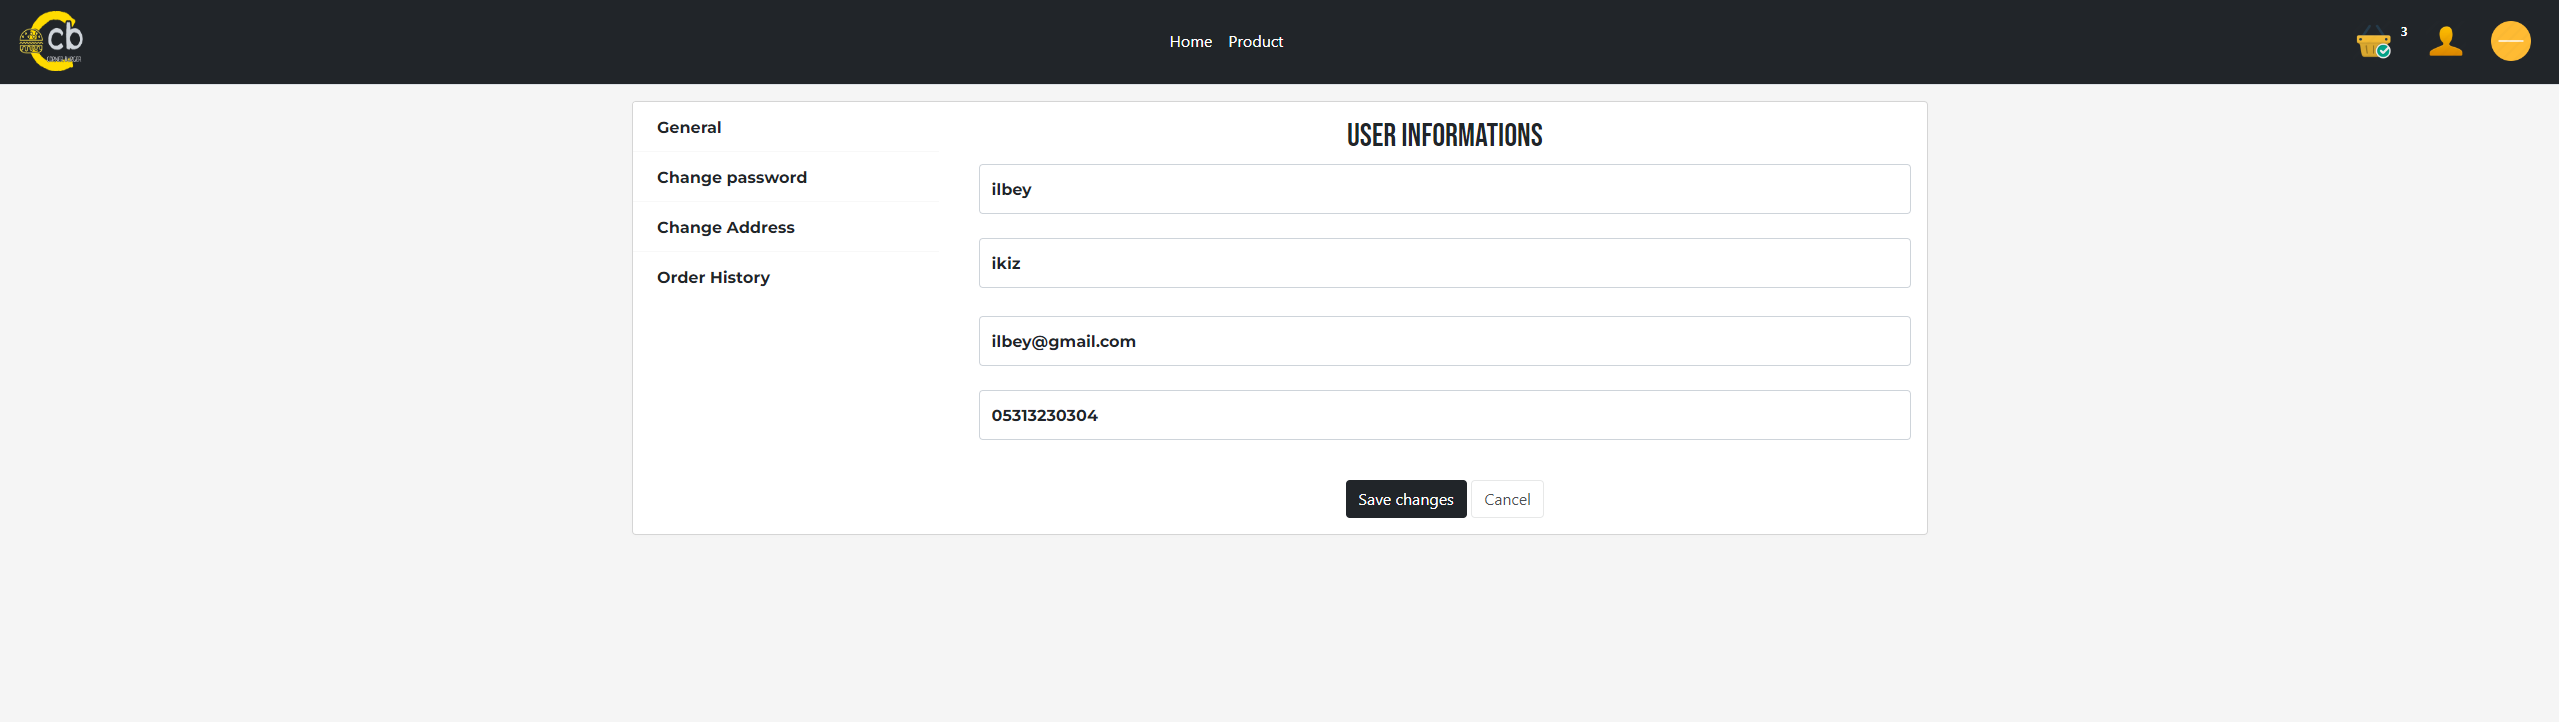 cb
Home Product
3
General
Change password
Change Address
Order History
USER INFORMATIONS
ilbey
ikiz
ilbey@gmail.com
05313230304
Save changes Cancel